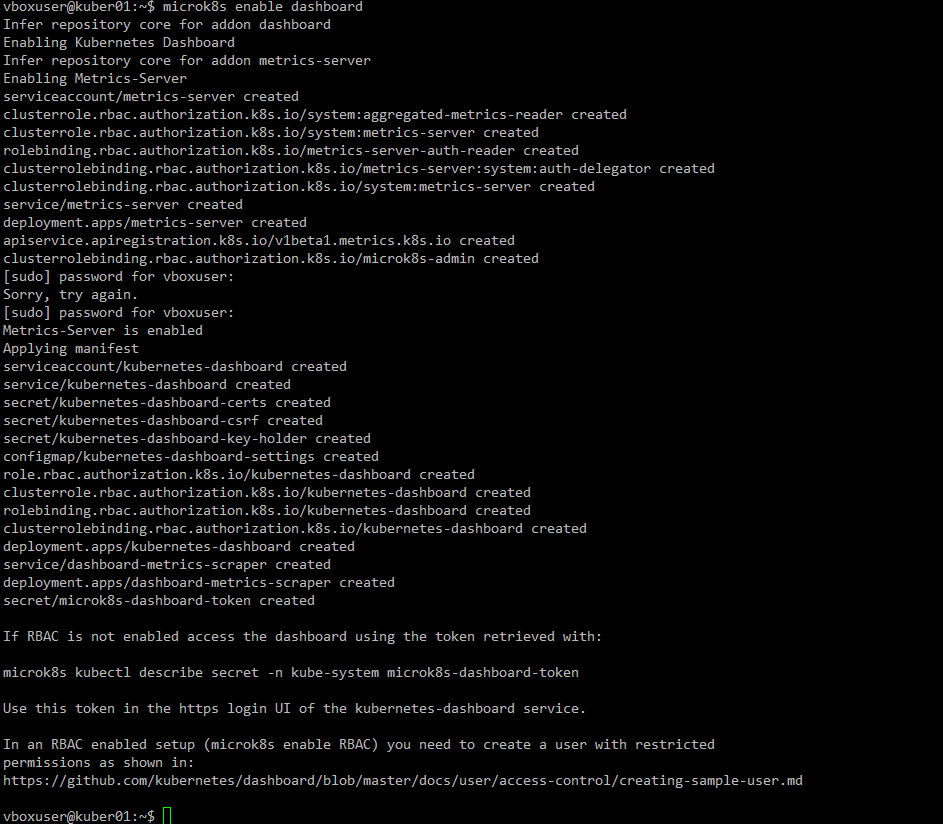 vboxuser@kuber01:~$ microk8s enable dashboard
Infer repository core for addon dashboard
Enabling Kubernetes Dashboard
Infer repository core for addon metrics-server
Enabling Metrics-Server
serviceaccount/metrics-server created
clusterrole.rbac.authorization.k8s.io/system:aggregated-metrics-reader created
clusterrole.rbac.authorization.k8s.io/system:metrics-server created
rolebinding.rbac.authorization.k8s.io/metrics-server-auth-reader created
clusterrolebinding.rbac.authorization.k8s.io/metrics-server:system:auth-delegator created
clusterrolebinding.rbac.authorization.k8s.io/system:metrics-server created
service/metrics-server created
deployment.apps/metrics-server created
apiservice.apiregistration.k8s.io/v1beta1.metrics.k8s.io created
clusterrolebinding.rbac.authorization.k8s.io/microk8s-admin created
[sudo] password for vboxuser:
Sorry, try again.
[sudo] password for vboxuser:
Metrics-Server is enabled
Applying manifest
serviceaccount/kubernetes-dashboard created
service/kubernetes-dashboard created
secret/kubernetes-dashboard-certs created
secret/kubernetes-dashboard-csrf created
secret/kubernetes-dashboard-key-holder created
configmap/kubernetes-dashboard-settings created
role.rbac.authorization.k8s.io/kubernetes-dashboard created
clusterrole.rbac.authorization.k8s.io/kubernetes-dashboard created
rolebinding.rbac.authorization.k8s.io/kubernetes-dashboard created
clusterrolebinding.rbac.authorization.k8s.io/kubernetes-dashboard created
deployment.apps/kubernetes-dashboard created
service/dashboard-metrics-scraper created
deployment.apps/dashboard-metrics-scraper created
secret/microk8s-dashboard-token created

If RBAC is not enabled access the dashboard using the token retrieved with:

microk8s kubectl describe secret -n kube-system microk8s-dashboard-token

Use this token in the https login UI of the kubernetes-dashboard service.

In an RBAC enabled setup (microk8s enable RBAC) you need to create a user with restricted
permissions as shown in:
https://github.com/kubernetes/dashboard/blob/master/docs/user/access-control/creating-sample-user.md

vboxuser@kuber01:~$